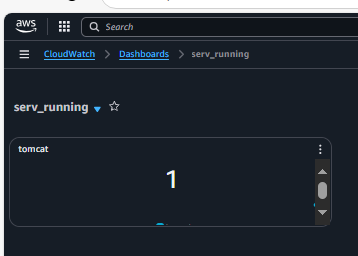 aws
Search
CloudWatch > Dashboards > serv_running
serv_running
tomcat
1